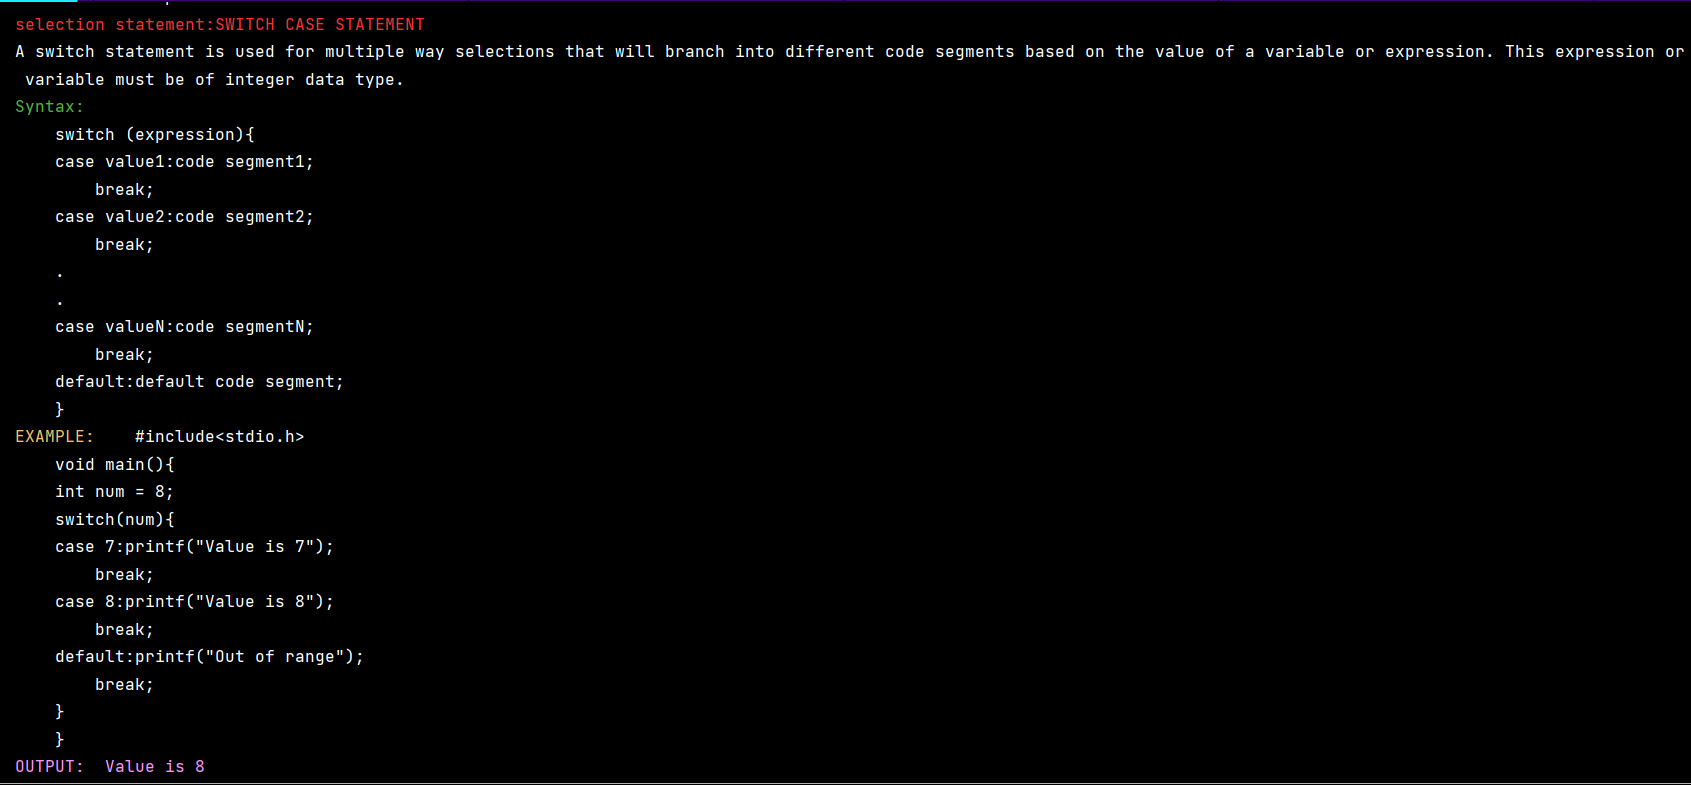 selection statement:SWITCH CASE STATEMENT
A switch statement is used for multiple way selections that will branch into different code segments based on the value of a variable or expression. This expression or
variable must be of integer data type.
Syntax:
switch (expression){
case value1:code segment1;
break;
case value2:code segment2;
break;
.
.
case valueN:code segmentN;
break;
default:default code segment;
}
EXAMPLE:    #include<stdio.h>
void main(){
int num = 8;
switch(num){
case 7:printf("Value is 7");
break;
case 8:printf("Value is 8");
break;
default:printf("Out of range");
break;
}
}
OUTPUT:  Value is 8